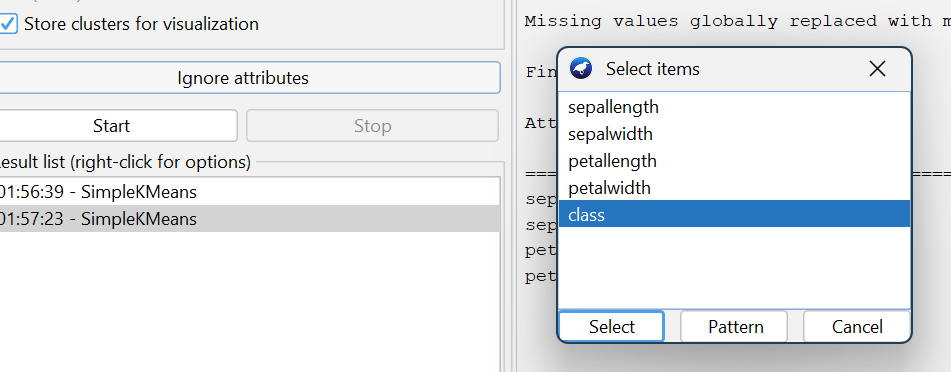 Store clusters for visualization
Ignore attributes
Start
Stop
Result list (right-click for options)
01:56:39 - SimpleKMeans
01:57:23 - SimpleKMeans
Missing values globally replaced with m
Fin
Att
=====
sep
sep
pet
pet
Select items
sepallength
sepalwidth
petallength
petalwidth
class
Select
Pattern
Cancel